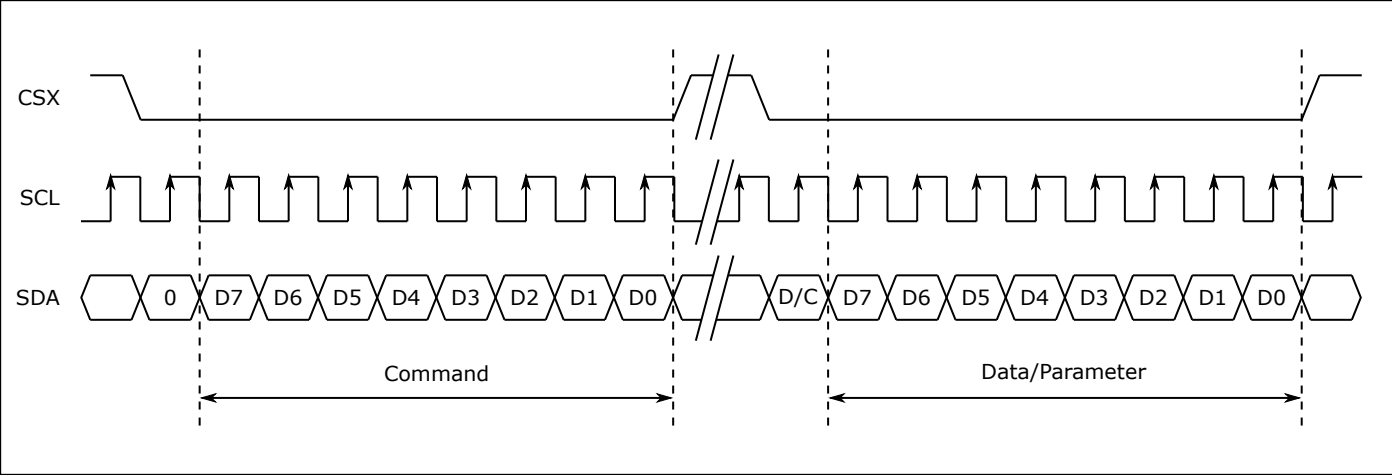 CSX
SCL
SDA 0 D7 D6 D5 D4 D3 D2 D1 D0 D/C D7 D6 D5 D4 D3 D2 D1 D0
Command Data/Parameter